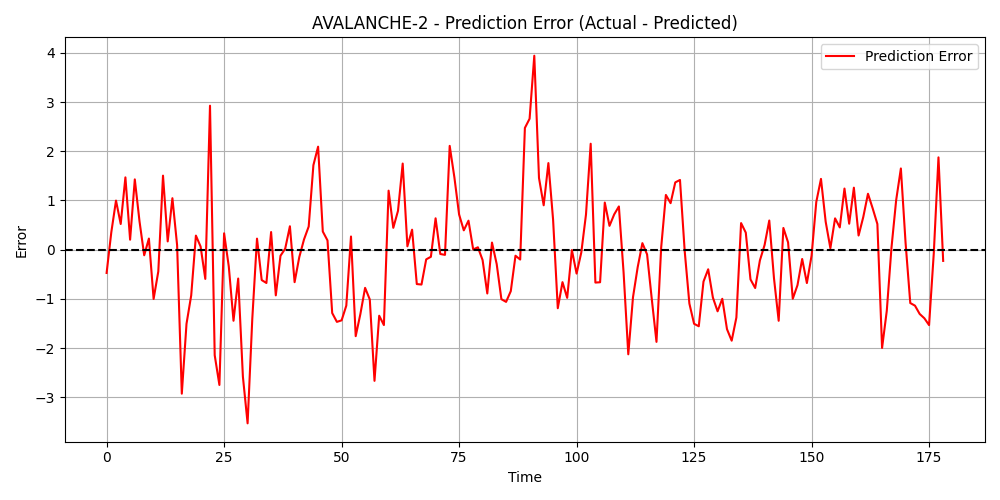 AVALANCHE-2 - Prediction Error (Actual - Predicted)
Prediction Error
Error
4
3
2
1
0
−1
−2
−3
0 25 50 75 100 125 150 175
Time